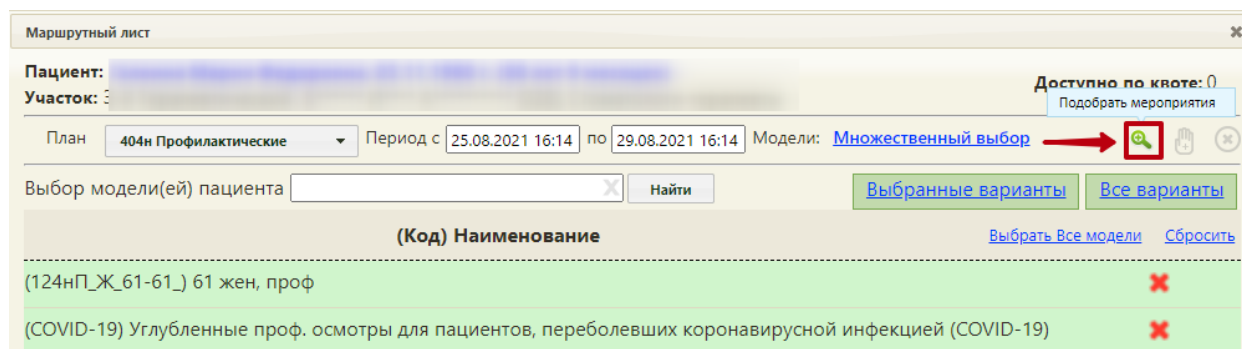 Маршрутный лист
Пациент:
Участок:
Доступно по квоте: 0
Подобрать мероприятия
План 404н Профилактические Период с 25.08.2021 16:14 по 29.08.2021 16:14 Модели: Множественный выбор
Выбор модели(ей) пациента X Найти Выбранные варианты Все варианты
(Код) Наименование Выбрать Все модели Сбросить
(124нП_Ж_61-61_) 61 жен, проф
(COVID-19) Углубленные проф. осмотры для пациентов, переболевших коронавирусной инфекцией (COVID-19)